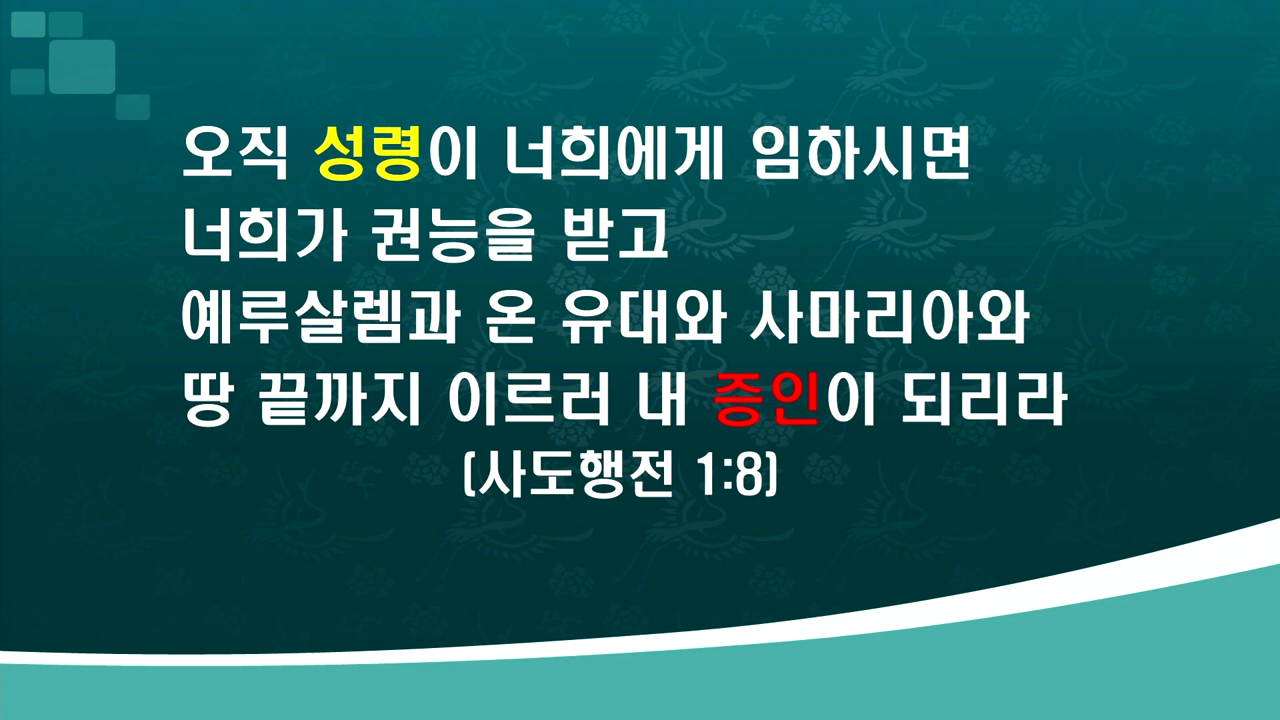 오직 성령이 너희에게 임하시면
너희가 권능을 받고
예루살렘과 온 유대와 사마리아와
땅 끝까지 이르러 내 증인이 되리라
(사도행전 1:8)